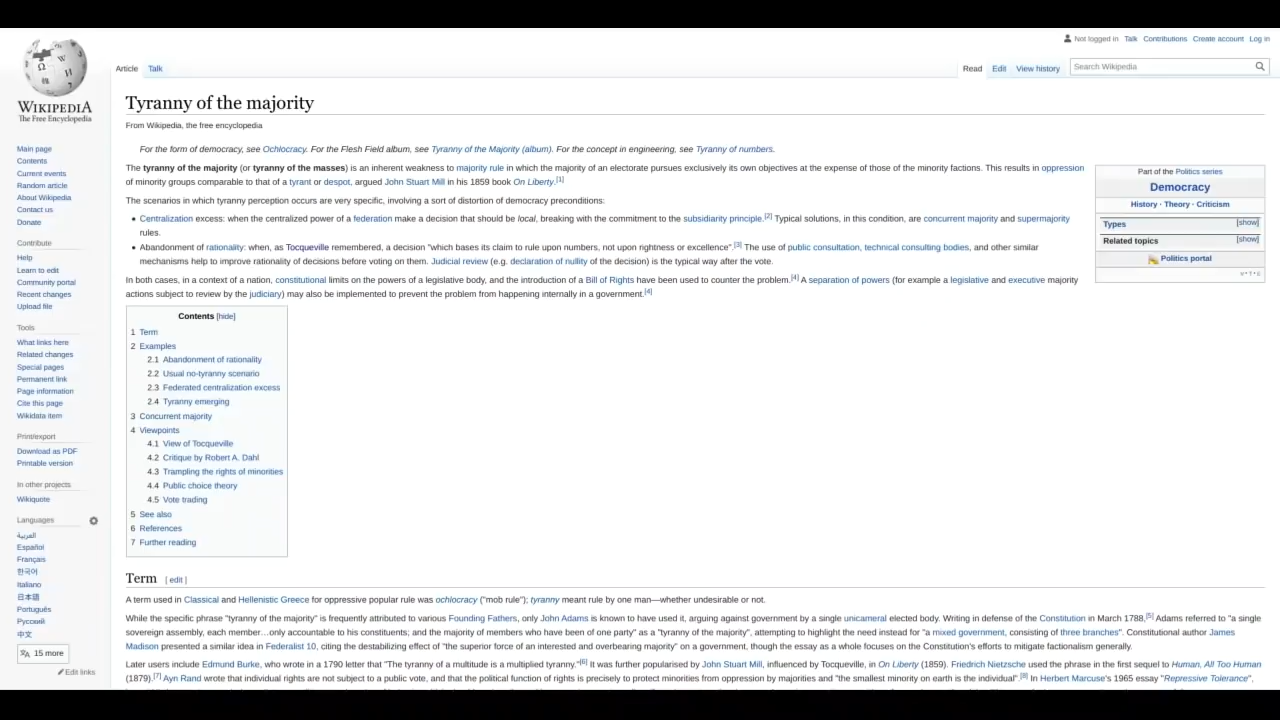 Not logged in Talk Contributions Create account Log in
Article Talk Read Edit View history Search Wikipedia
WIKIPEDIA
The Free Encyclopedia
Main page
Contents
Current events
Random article
About Wikipedia
Contact us
Donate
Contribute
Help
Learn to edit
Community portal
Recent changes
Upload file
Tools
What links here
Related changes
Special pages
Permanent link
Page information
Cite this page
Wikidata item
Print/export
Download as PDF
Printable version
In other projects
Wikiquote
Languages
العربية
Español
Français
한국어
Italiano
日本語
Português
Русский
中文
15 more
Edit links
Tyranny of the majority
From Wikipedia, the free encyclopedia
For the form of democracy, see Ochlocracy. For the Flesh Field album, see Tyranny of the Majority (album). For the concept in engineering, see Tyranny of numbers.
The tyranny of the majority (or tyranny of the masses) is an inherent weakness to majority rule in which the majority of an electorate pursues exclusively its own objectives at the expense of those of the minority factions. This results in oppression
of minority groups comparable to that of a tyrant or despot, argued John Stuart Mill in his 1859 book On Liberty.[1]
The scenarios in which tyranny perception occurs are very specific, involving a sort of distortion of democracy preconditions:
• Centralization excess: when the centralized power of a federation make a decision that should be local, breaking with the commitment to the subsidiarity principle.[2] Typical solutions, in this condition, are concurrent majority and supermajority
rules.
• Abandonment of rationality: when, as Tocqueville remembered, a decision "which bases its claim to rule upon numbers, not upon rightness or excellence".[3] The use of public consultation, technical consulting bodies, and other similar
mechanisms help to improve rationality of decisions before voting on them. Judicial review (e.g. declaration of nullity of the decision) is the typical way after the vote.
In both cases, in a context of a nation, constitutional limits on the powers of a legislative body, and the introduction of a Bill of Rights have been used to counter the problem.[4] A separation of powers (for example a legislative and executive majority
actions subject to review by the judiciary) may also be implemented to prevent the problem from happening internally in a government.[4]
Part of the Politics series
Democracy
History · Theory · Criticism
Types [show]
Related topics [show]
Politics portal
V • T • E
Contents [hide]
1 Term
2 Examples
2.1 Abandonment of rationality
2.2 Usual no-tyranny scenario
2.3 Federated centralization excess
2.4 Tyranny emerging
3 Concurrent majority
4 Viewpoints
4.1 View of Tocqueville
4.2 Critique by Robert A. Dahl
4.3 Trampling the rights of minorities
4.4 Public choice theory
4.5 Vote trading
5 See also
6 References
7 Further reading
Term [ edit ]
A term used in Classical and Hellenistic Greece for oppressive popular rule was ochlocracy ("mob rule"); tyranny meant rule by one man—whether undesirable or not.
While the specific phrase "tyranny of the majority" is frequently attributed to various Founding Fathers, only John Adams is known to have used it, arguing against government by a single unicameral elected body. Writing in defense of the Constitution in March 1788,[5] Adams referred to "a single
sovereign assembly, each member…only accountable to his constituents; and the majority of members who have been of one party" as a "tyranny of the majority", attempting to highlight the need instead for "a mixed government, consisting of three branches". Constitutional author James
Madison presented a similar idea in Federalist 10, citing the destabilizing effect of "the superior force of an interested and overbearing majority" on a government, though the essay as a whole focuses on the Constitution's efforts to mitigate factionalism generally.
Later users include Edmund Burke, who wrote in a 1790 letter that "The tyranny of a multitude is a multiplied tyranny."[6] It was further popularised by John Stuart Mill, influenced by Tocqueville, in On Liberty (1859). Friedrich Nietzsche used the phrase in the first sequel to Human, All Too Human
(1879).[7] Ayn Rand wrote that individual rights are not subject to a public vote, and that the political function of rights is precisely to protect minorities from oppression by majorities and "the smallest minority on earth is the individual".[8] In Herbert Marcuse's 1965 essay "Repressive Tolerance",